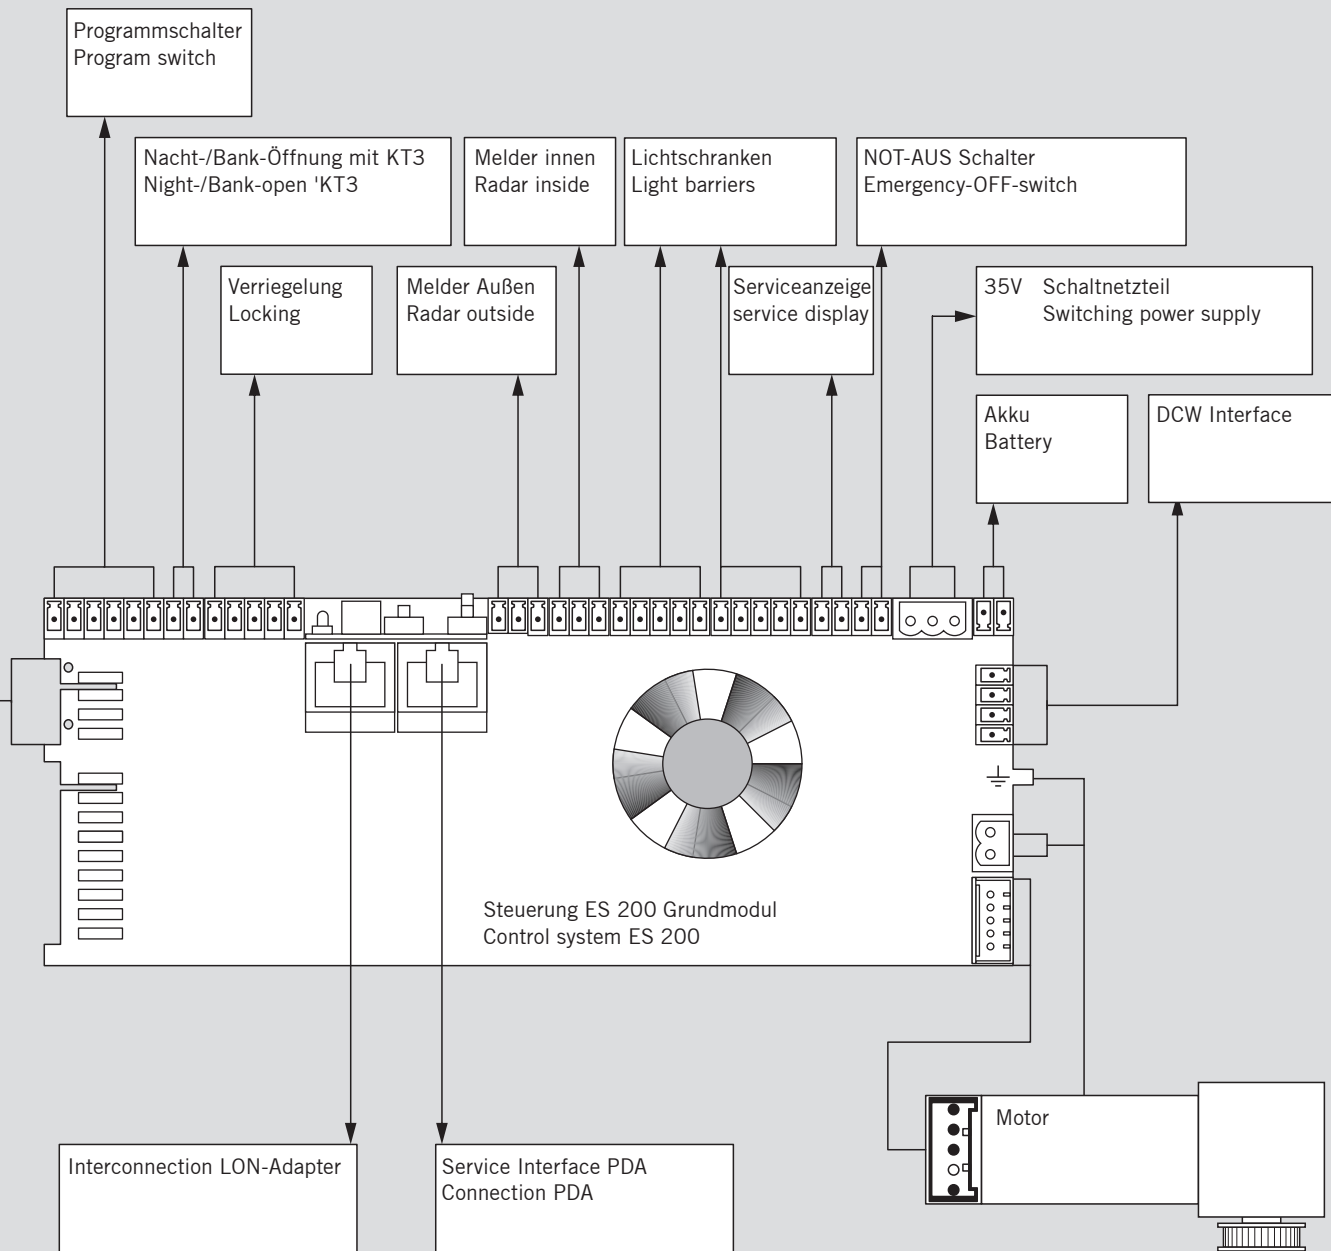 Programmschalter
Program switch
Nacht-/Bank-Öffnung mit KT3
Night-/Bank-open 'KT3
Melder innen
Radar inside
Lichtschranken
Light barriers
NOT-AUS Schalter
Emergency-OFF-switch
Verriegelung
Locking
Melder Außen
Radar outside
Serviceanzeige
service display
35V Schaltnetzteil
Switching power supply
Akku
Battery
DCW Interface
Steuerung ES 200 Grundmodul
Control system ES 200
Motor
Interconnection LON-Adapter
Service Interface PDA
Connection PDA